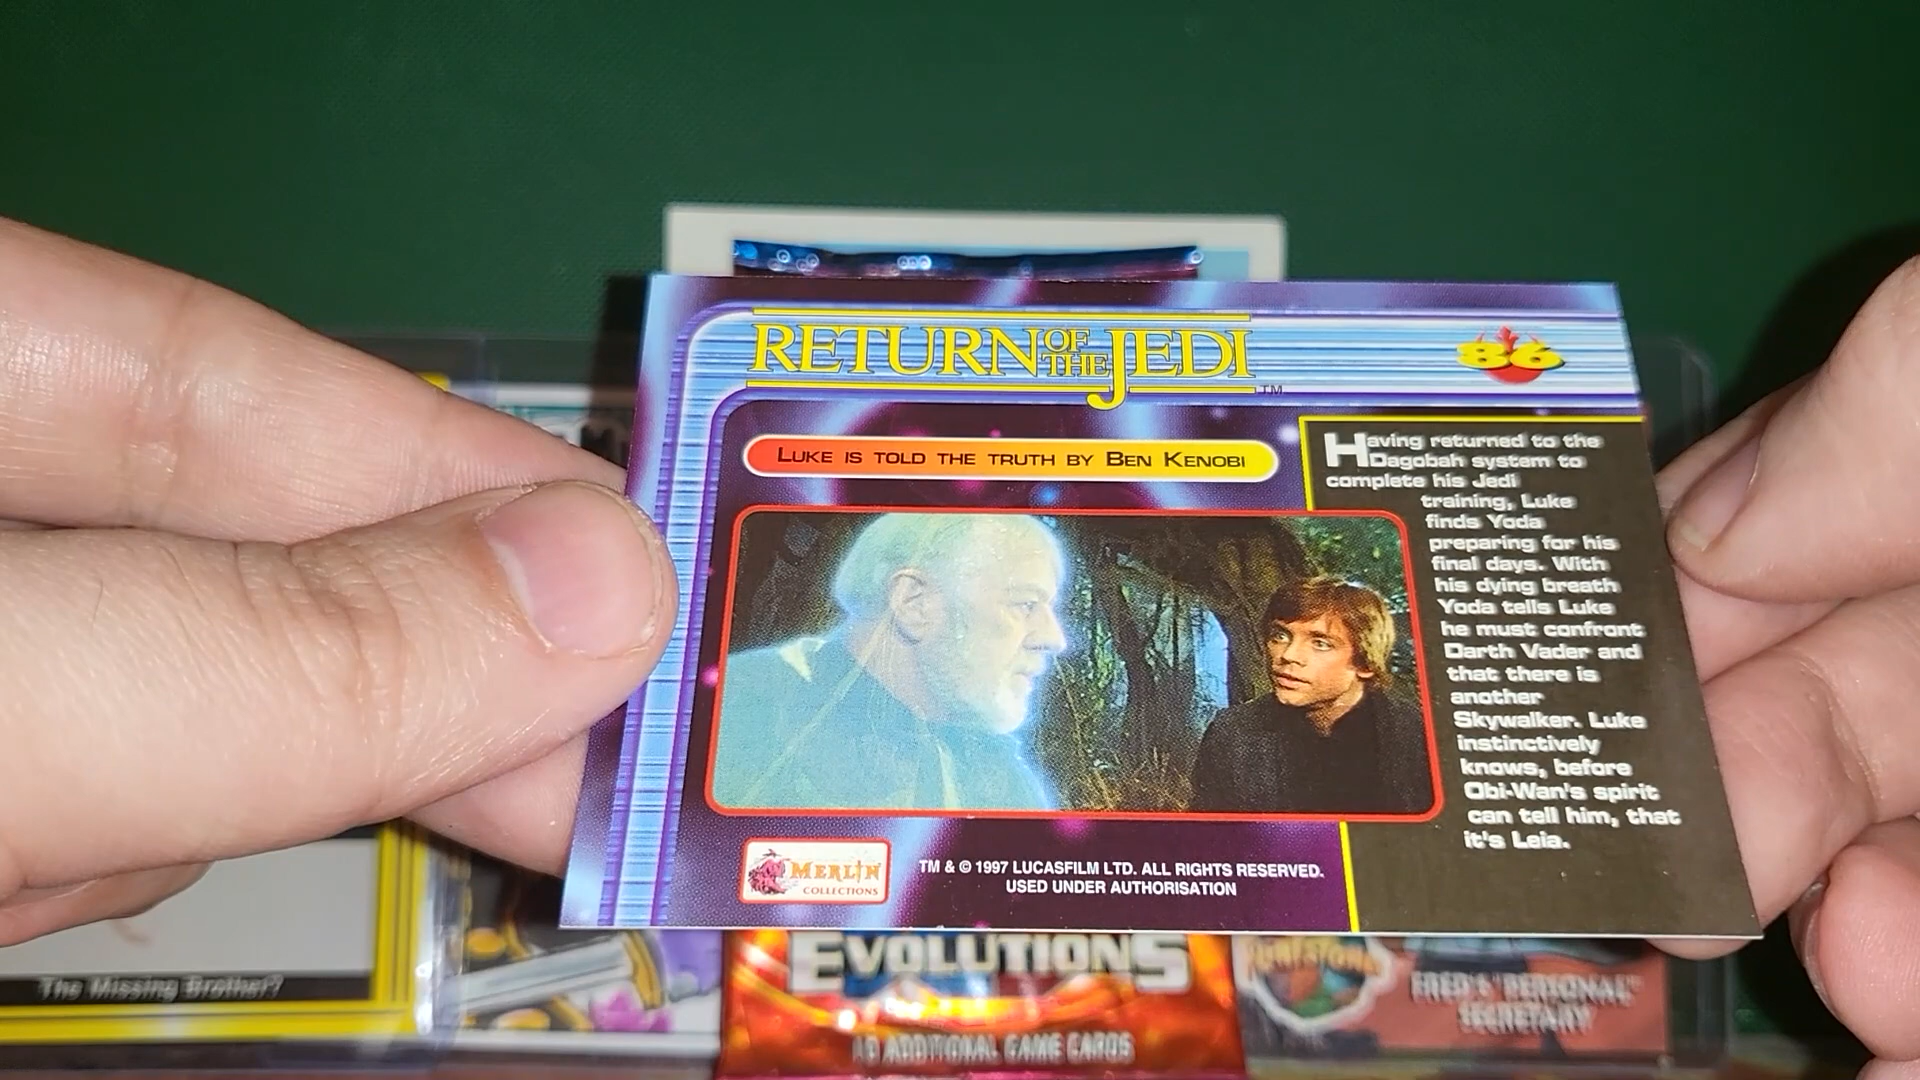 RETURN OF THE JEDI TM
86
LUKE IS TOLD THE TRUTH BY BEN KENOBI
Having returned to the
Dagobah system to
complete his Jedi
training, Luke
finds Yoda
preparing for his
final days. With
his dying breath
Yoda tells Luke
he must confront
Darth Vader and
that there is
another
Skywalker. Luke
instinctively
knows, before
Obi-Wan's spirit
can tell him, that
it's Leia.
MERLIN
COLLECTIONS
TM & © 1997 LUCASFILM LTD. ALL RIGHTS RESERVED.
USED UNDER AUTHORISATION
The Missing Brother?
EVOLUTIONS
10 ADDITIONAL GAME CARDS
FLINTSTONES
FRED'S "PERSONAL"
SECRETARY